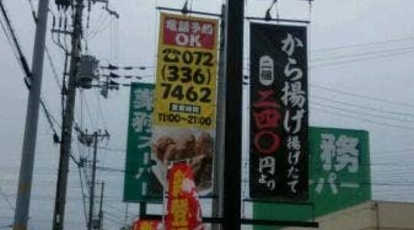 電話予約
OK
☎072
(336)
7462
営業時間
11:00~21:00
から揚げ
揚げたて
二個
二四〇円より
業務スーパー
務
パー